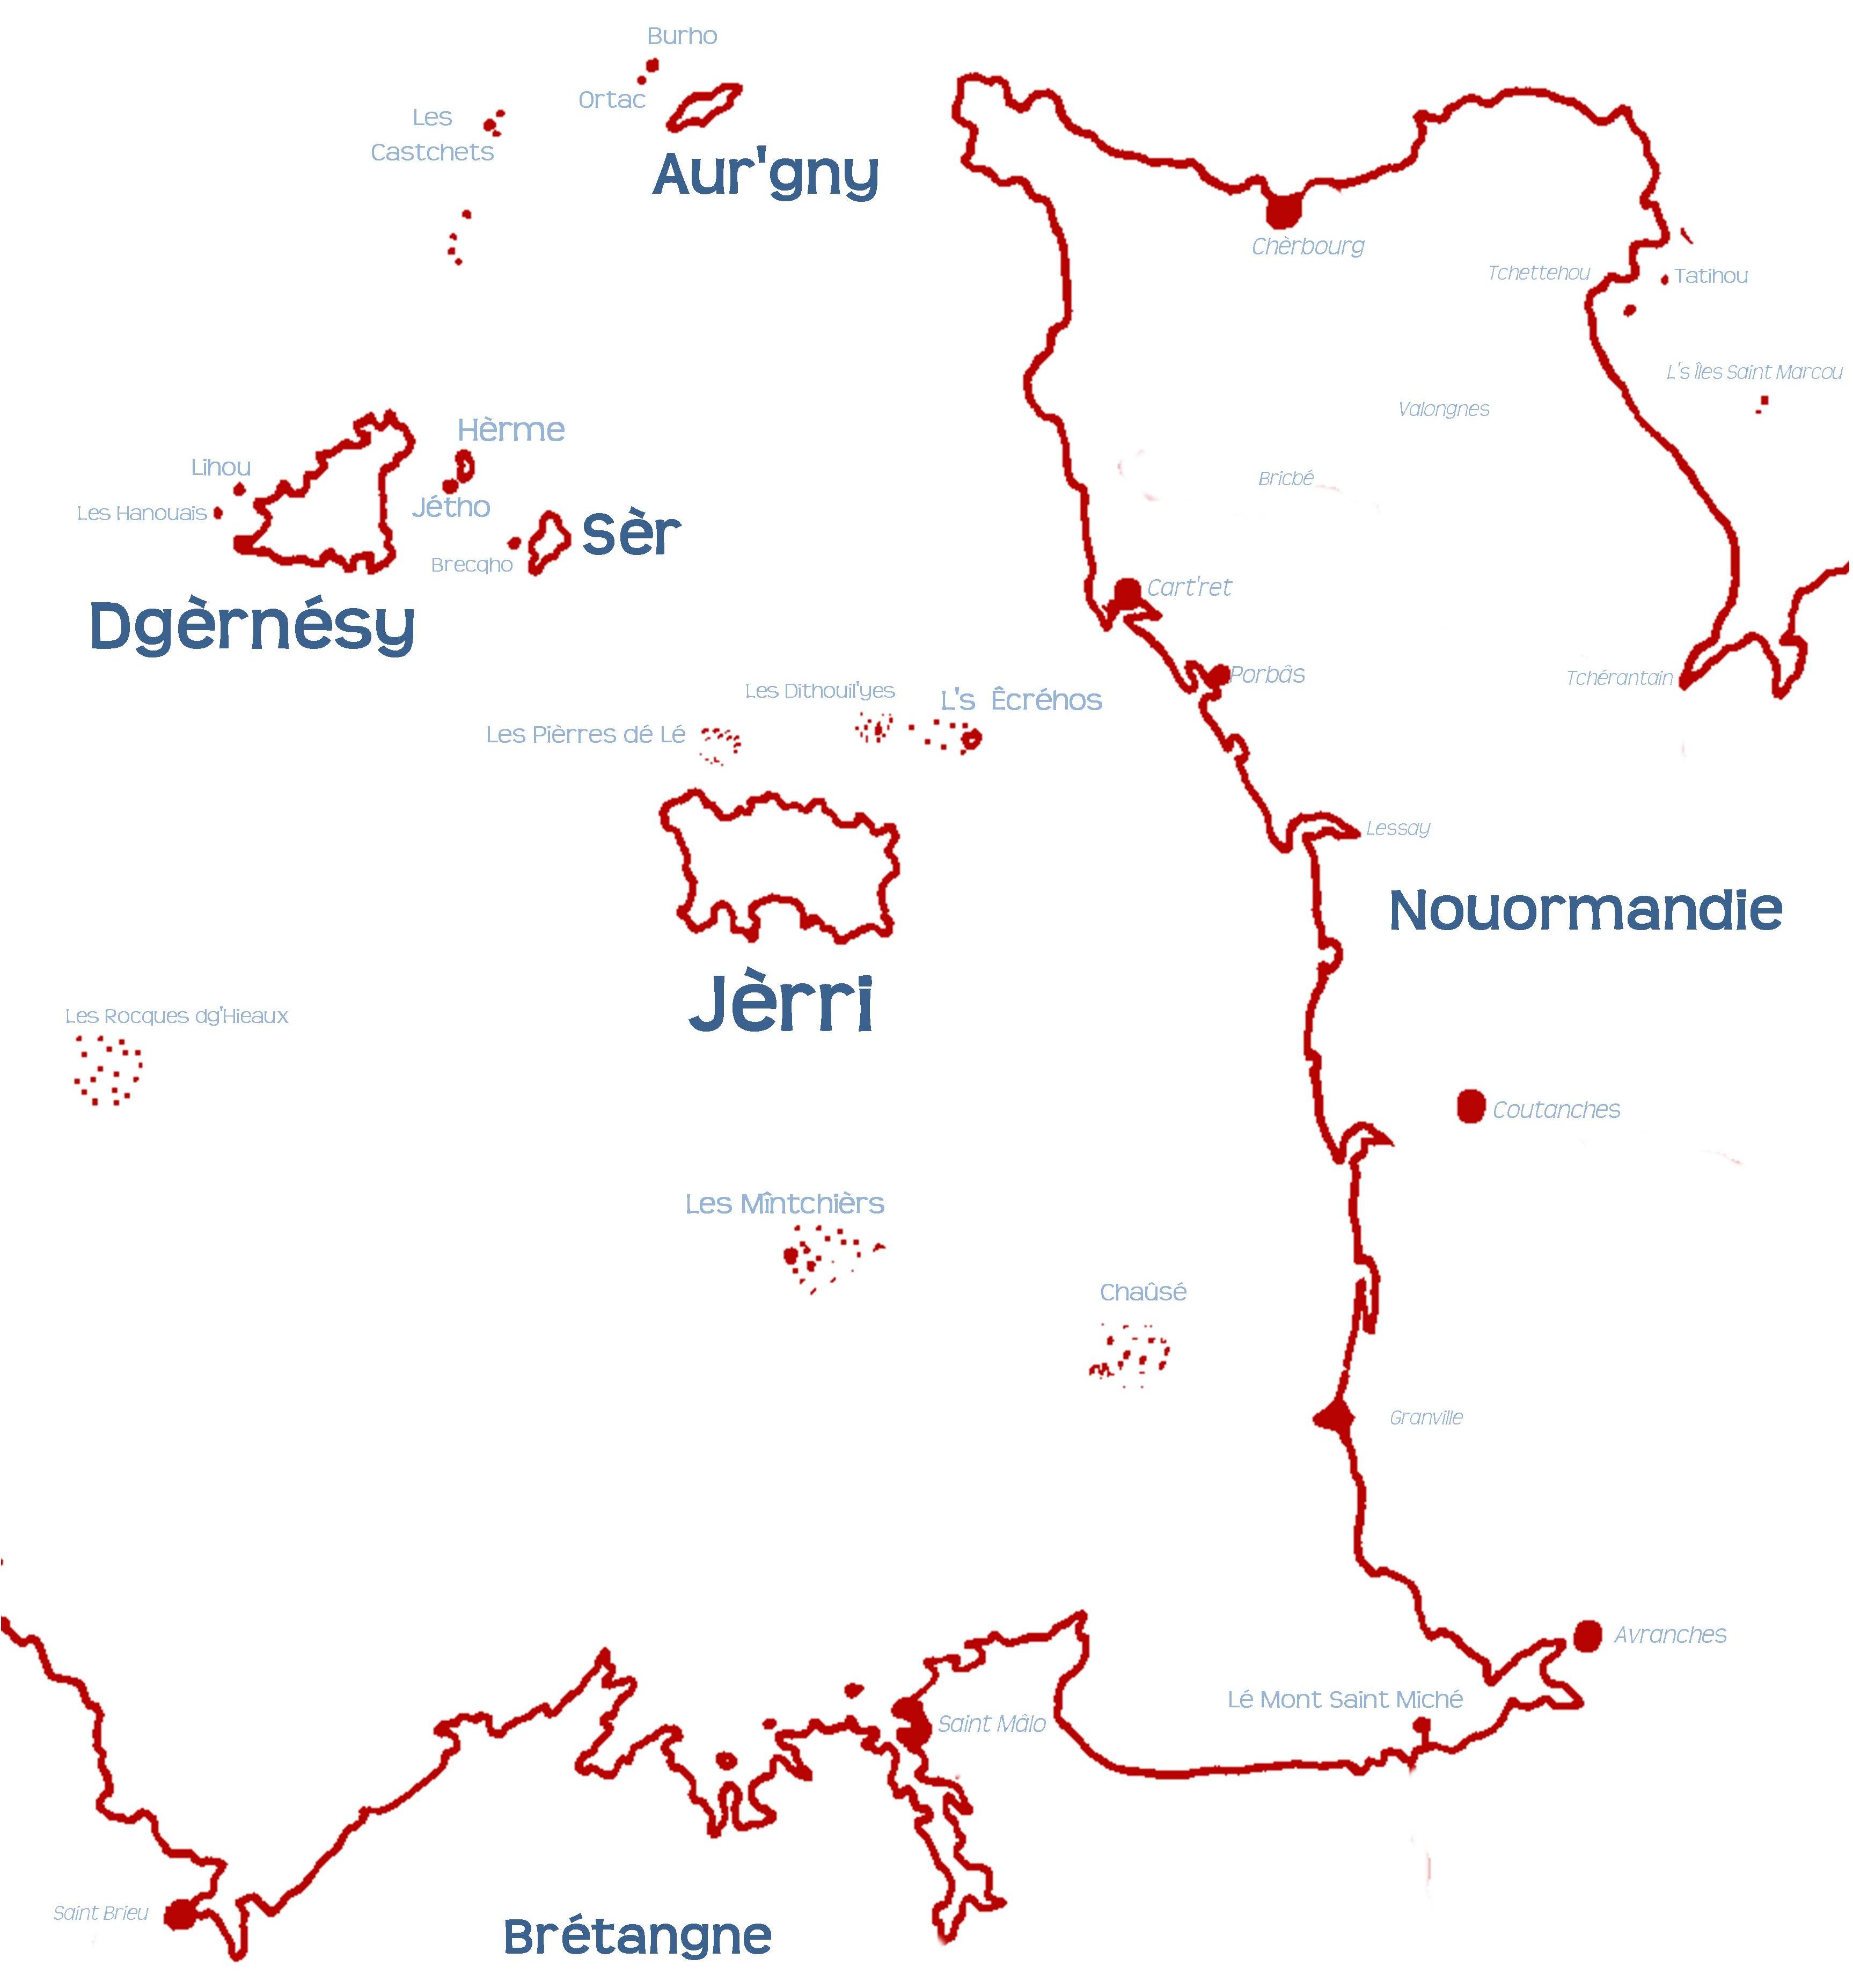 Burho
Ortac
Les
Castchets
Aur'gny
Chèrbourg
Tchettehou
Tatihou
L's Îles Saint Marcou
Valongnes
Hèrme
Lihou
Bricbé
Jétho
Les Hanouais
Sèr
Brecqho
Cart'ret
Dgèrnésy
Porbâs
Tchérantain
Les Dithouil'yes
L's Êcréhos
Les Pièrres dé Lé
Lessay
Nouormandie
Jèrri
Les Rocques dg'Hieaux
Coutanches
Les Mîntchièrs
Chaûsé
Granville
Avranches
Lé Mont Saint Miché
Saint Mâlo
Saint Brieu
Brétangne